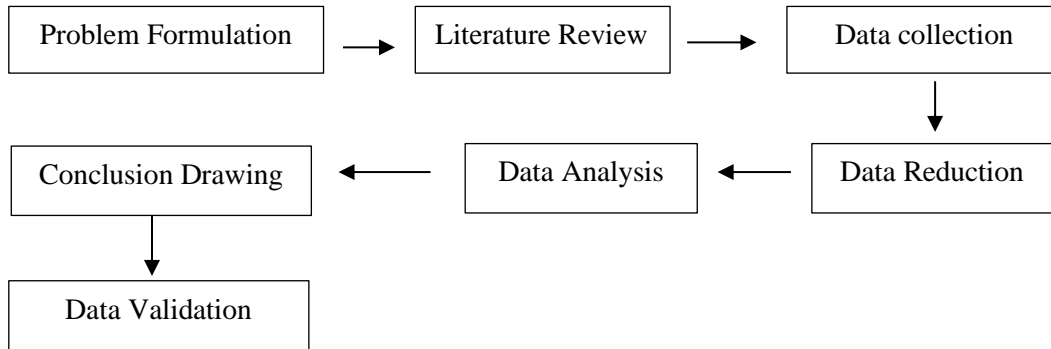 Problem Formulation
Literature Review
Data collection
Data Reduction
Data Analysis
Conclusion Drawing
Data Validation